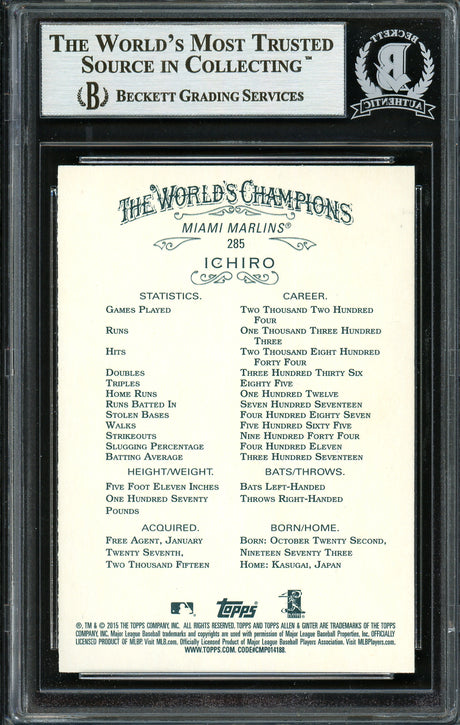 THE WORLD'S MOST TRUSTED
SOURCE IN COLLECTING™
B BECKETT GRADING SERVICES
BECKETT
B
AUTHENTIC
THE WORLD'S CHAMPIONS
MIAMI MARLINS®
285
ICHIRO
STATISTICS. CAREER.
GAMES PLAYED TWO THOUSAND TWO HUNDRED
FOUR
RUNS ONE THOUSAND THREE HUNDRED
THREE
HITS TWO THOUSAND EIGHT HUNDRED
FORTY FOUR
DOUBLES THREE HUNDRED THIRTY SIX
TRIPLES EIGHTY FIVE
HOME RUNS ONE HUNDRED TWELVE
RUNS BATTED IN SEVEN HUNDRED SEVENTEEN
STOLEN BASES FOUR HUNDRED EIGHTY SEVEN
WALKS FIVE HUNDRED SIXTY FIVE
STRIKEOUTS NINE HUNDRED FORTY FOUR
SLUGGING PERCENTAGE FOUR HUNDRED ELEVEN
BATTING AVERAGE THREE HUNDRED SEVENTEEN
HEIGHT/WEIGHT. BATS/THROWS.
FIVE FOOT ELEVEN INCHES BATS LEFT-HANDED
ONE HUNDRED SEVENTY THROWS RIGHT-HANDED
POUNDS
ACQUIRED. BORN/HOME.
FREE AGENT, JANUARY BORN: OCTOBER TWENTY SECOND,
TWENTY SEVENTH, NINETEEN SEVENTY THREE
TWO THOUSAND FIFTEEN HOME: KASUGAI, JAPAN
topps
®, TM & © 2015 THE TOPPS COMPANY, INC. ALL RIGHTS RESERVED. TOPPS AND TOPPS ALLEN & GINTER ARE TRADEMARKS OF THE TOPPS
COMPANY, INC. Major League Baseball trademarks and copyrights are used with permission of Major League Baseball Properties, Inc. OFFICIALLY
LICENSED PRODUCT OF MLBP. Visit MLB.com. Officially Licensed Product of Major League Baseball Players Association. Visit MLBPlayers.com.
WWW.TOPPS.COM. CODE#CMP014188.